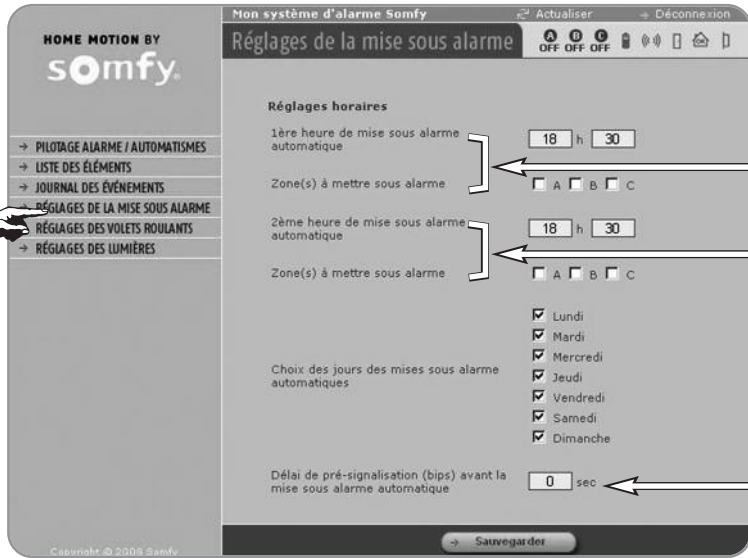 Mon système d'alarme Somfy
Actualiser
Déconnexion
HOME MOTION BY
somfy.
Réglages de la mise sous alarme
A B C
OFF OFF OFF
Réglages horaires
1ère heure de mise sous alarme
automatique
18 h 30
Zone(s) à mettre sous alarme
A B C
2ème heure de mise sous alarme
automatique
18 h 30
Zone(s) à mettre sous alarme
A B C
Choix des jours des mises sous alarme
automatiques
Lundi
Mardi
Mercredi
Jeudi
Vendredi
Samedi
Dimanche
Délai de pré-signalisation (bips) avant la
mise sous alarme automatique
0 sec
Sauvegarder
PILOTAGE ALARME / AUTOMATISMES
LISTE DES ÉLÉMENTS
JOURNAL DES ÉVÉNEMENTS
RÉGLAGES DE LA MISE SOUS ALARME
RÉGLAGES DES VOLETS ROULANTS
RÉGLAGES DES LUMIÈRES
Copyright © 2008 Somfy